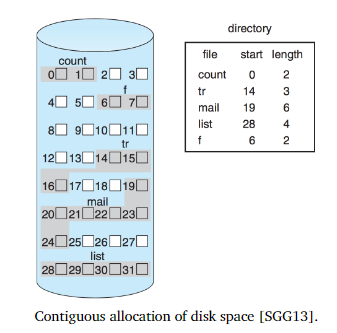 directory
count
0 1 2 3
f
4 5 6 7
8 9 10 11
tr
12 13 14 15
16 17 18 19
mail
20 21 22 23
24 25 26 27
list
28 29 30 31
file start length
count 0 2
tr 14 3
mail 19 6
list 28 4
f 6 2
Contiguous allocation of disk space [SGG13].